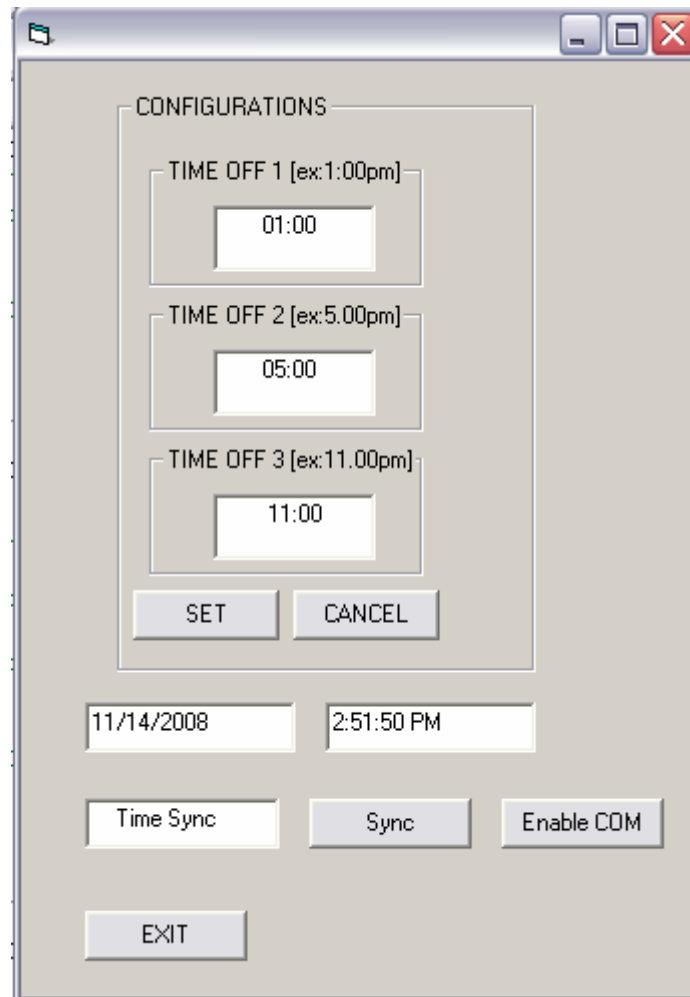 CONFIGURATIONS
TIME OFF 1 [ex:1:00pm]
01:00
TIME OFF 2 [ex:5.00pm]
05:00
TIME OFF 3 [ex:11.00pm]
11:00
SET CANCEL
11/14/2008 2:51:50 PM
Time Sync Sync Enable COM
EXIT